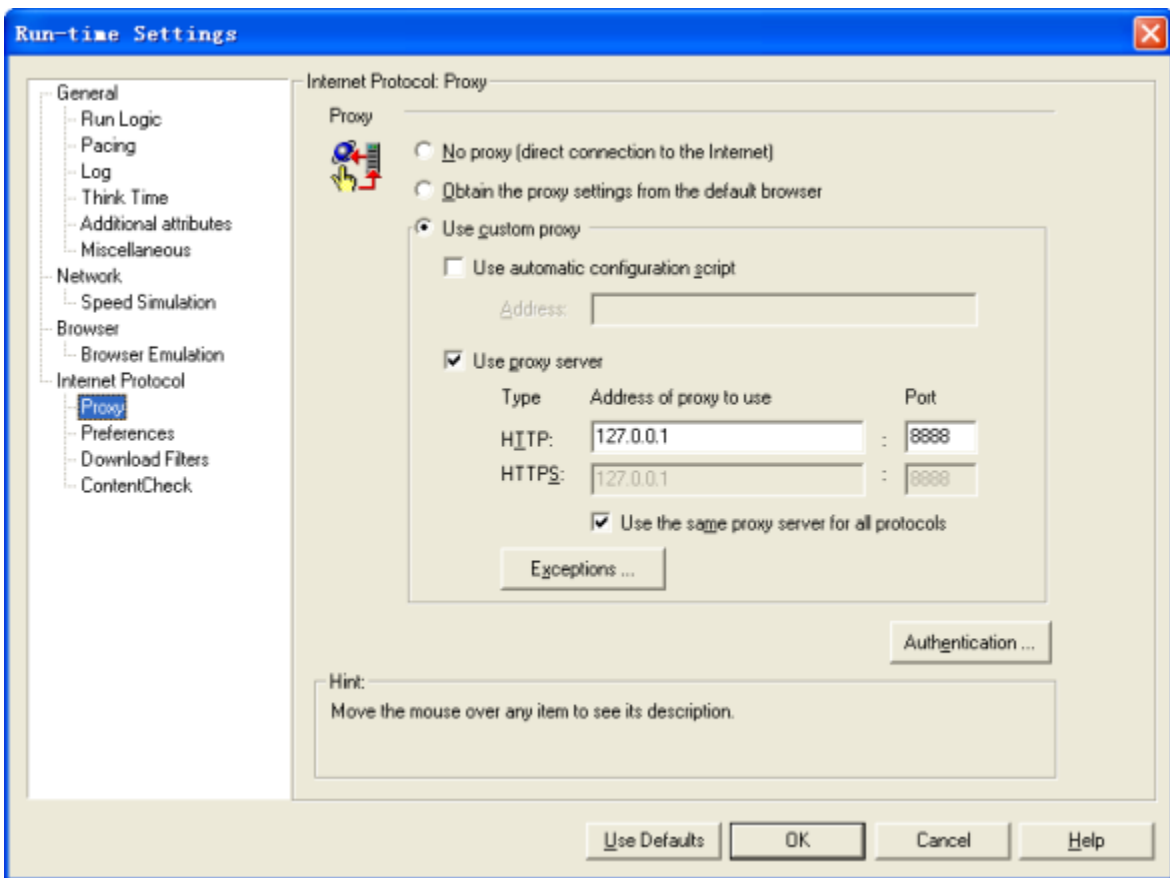 Run-time Settings
General
Run Logic
Pacing
Log
Think Time
Additional attributes
Miscellaneous
Network
Speed Simulation
Browser
Browser Emulation
Internet Protocol
Proxy
Preferences
Download Filters
ContentCheck
Internet Protocol: Proxy
Proxy
No proxy (direct connection to the Internet)
Obtain the proxy settings from the default browser
Use custom proxy
Use automatic configuration script
Address:
Use proxy server
Type Address of proxy to use Port
HTTP: 127.0.0.1 : 8888
HTTPS: 127.0.0.1 : 8888
Use the same proxy server for all protocols
Exceptions ...
Authentication ...
Hint:
Move the mouse over any item to see its description.
Use Defaults OK Cancel Help